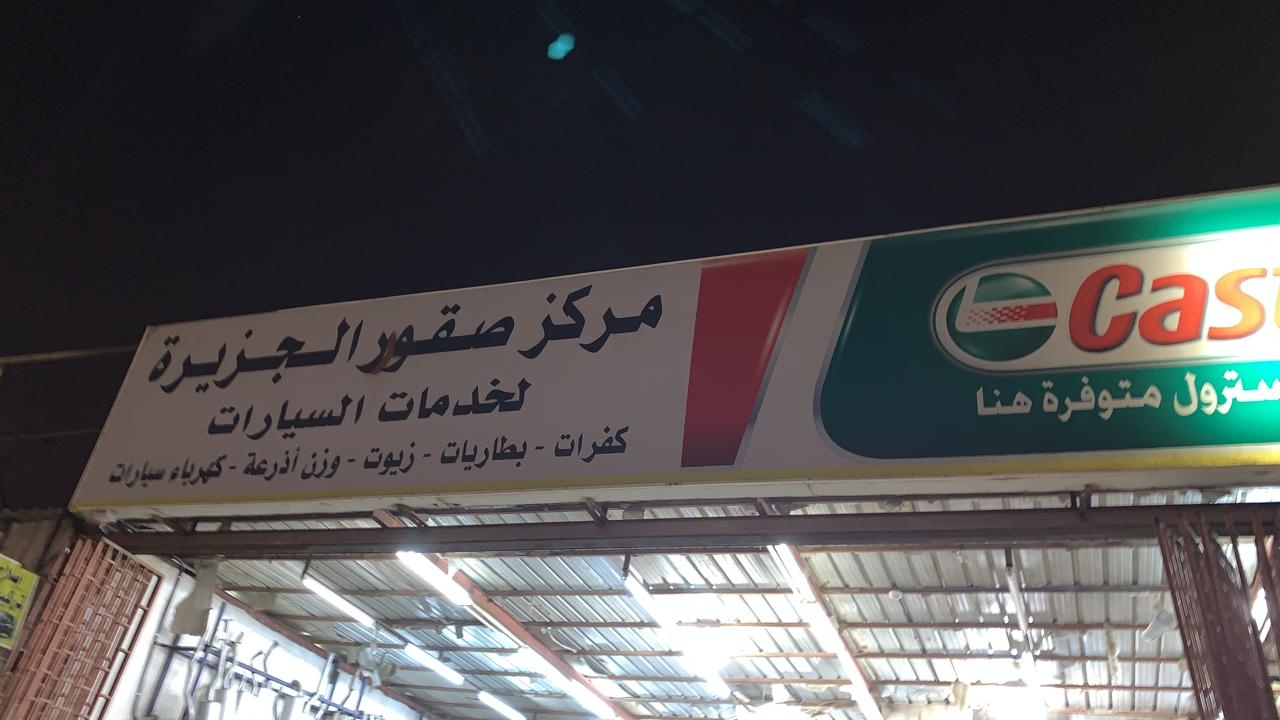 مركز صقور الجزيرة
لخدمات السيارات
كفرات - بطاريات - زيوت - وزن أذرعة - كهرباء سيارات
Cast
سترول متوفرة هنا